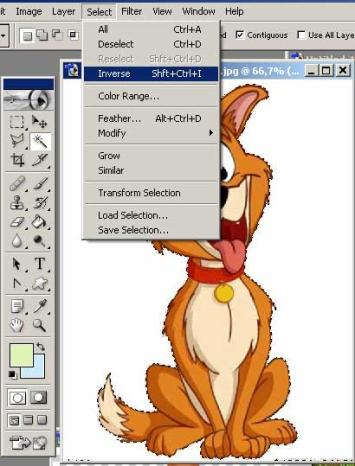 Image Layer Select Filter View Window Help
Contiguous Use All Laye
.jpg @ 66,7% (...
All Ctrl+A
Deselect Ctrl+D
Reselect Shft+Ctrl+D
Inverse Shft+Ctrl+I
Color Range...
Feather... Alt+Ctrl+D
Modify
Grow
Similar
Transform Selection
Load Selection...
Save Selection...
T